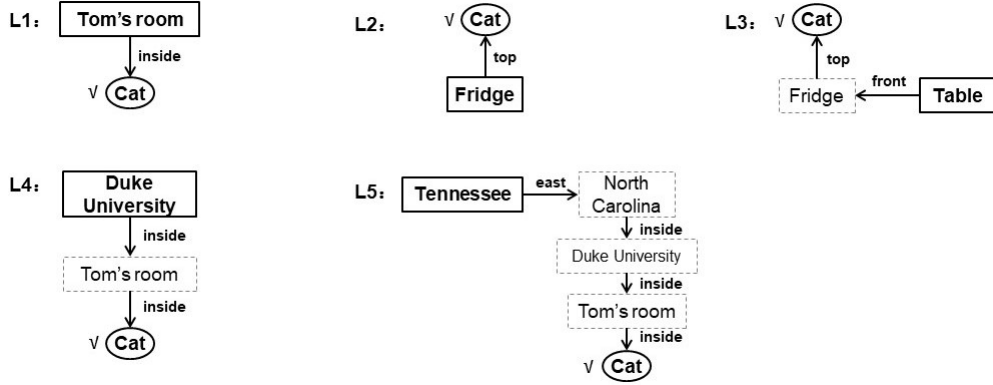 L1：
Tom's room
inside
√ Cat
L2：
√ Cat
top
Fridge
L3：
√ Cat
top
Fridge
front
Table
L4：
Duke
University
inside
Tom's room
inside
√ Cat
L5：
Tennessee
east
North
Carolina
inside
Duke University
inside
Tom's room
inside
√ Cat